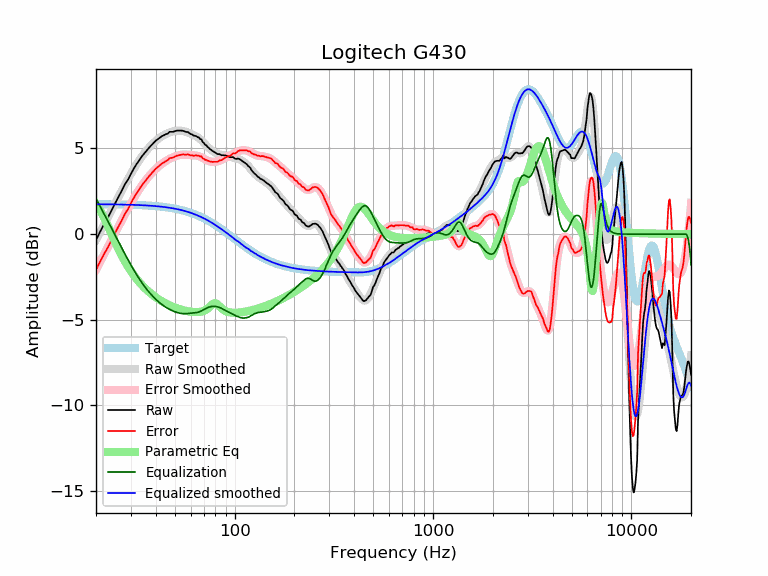 Logitech G430
Amplitude (dBr)
5
0
−5
−10
−15
Target
Raw Smoothed
Error Smoothed
Raw
Error
Parametric Eq
Equalization
Equalized smoothed
100 1000 10000
Frequency (Hz)